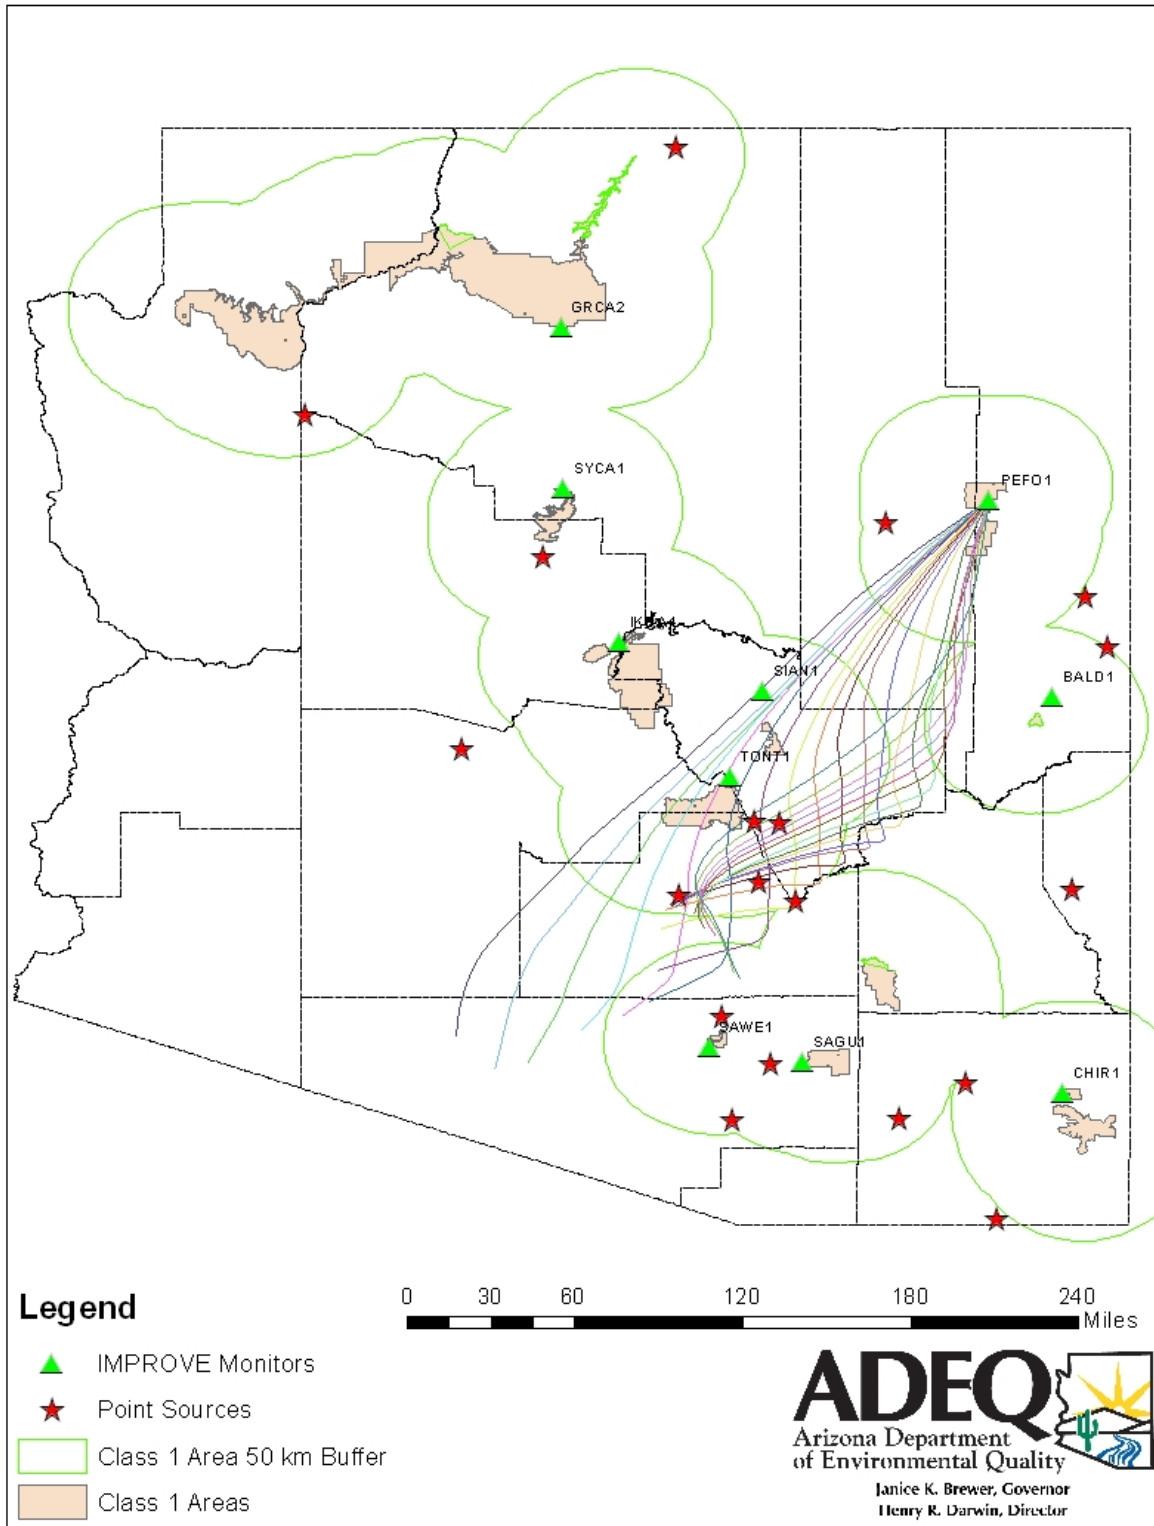 GRCA2
SYCA1
PEFO1
SIAN1
BALD1
TONT1
SAWE1
SAGU1
CHIR1
Legend
0 30 60 120 180 240
Miles
IMPROVE Monitors
Point Sources
Class 1 Area 50 km Buffer
Class 1 Areas
ADEQ
Arizona Department
of Environmental Quality
Janice K. Brewer, Governor
Henry R. Darwin, Director